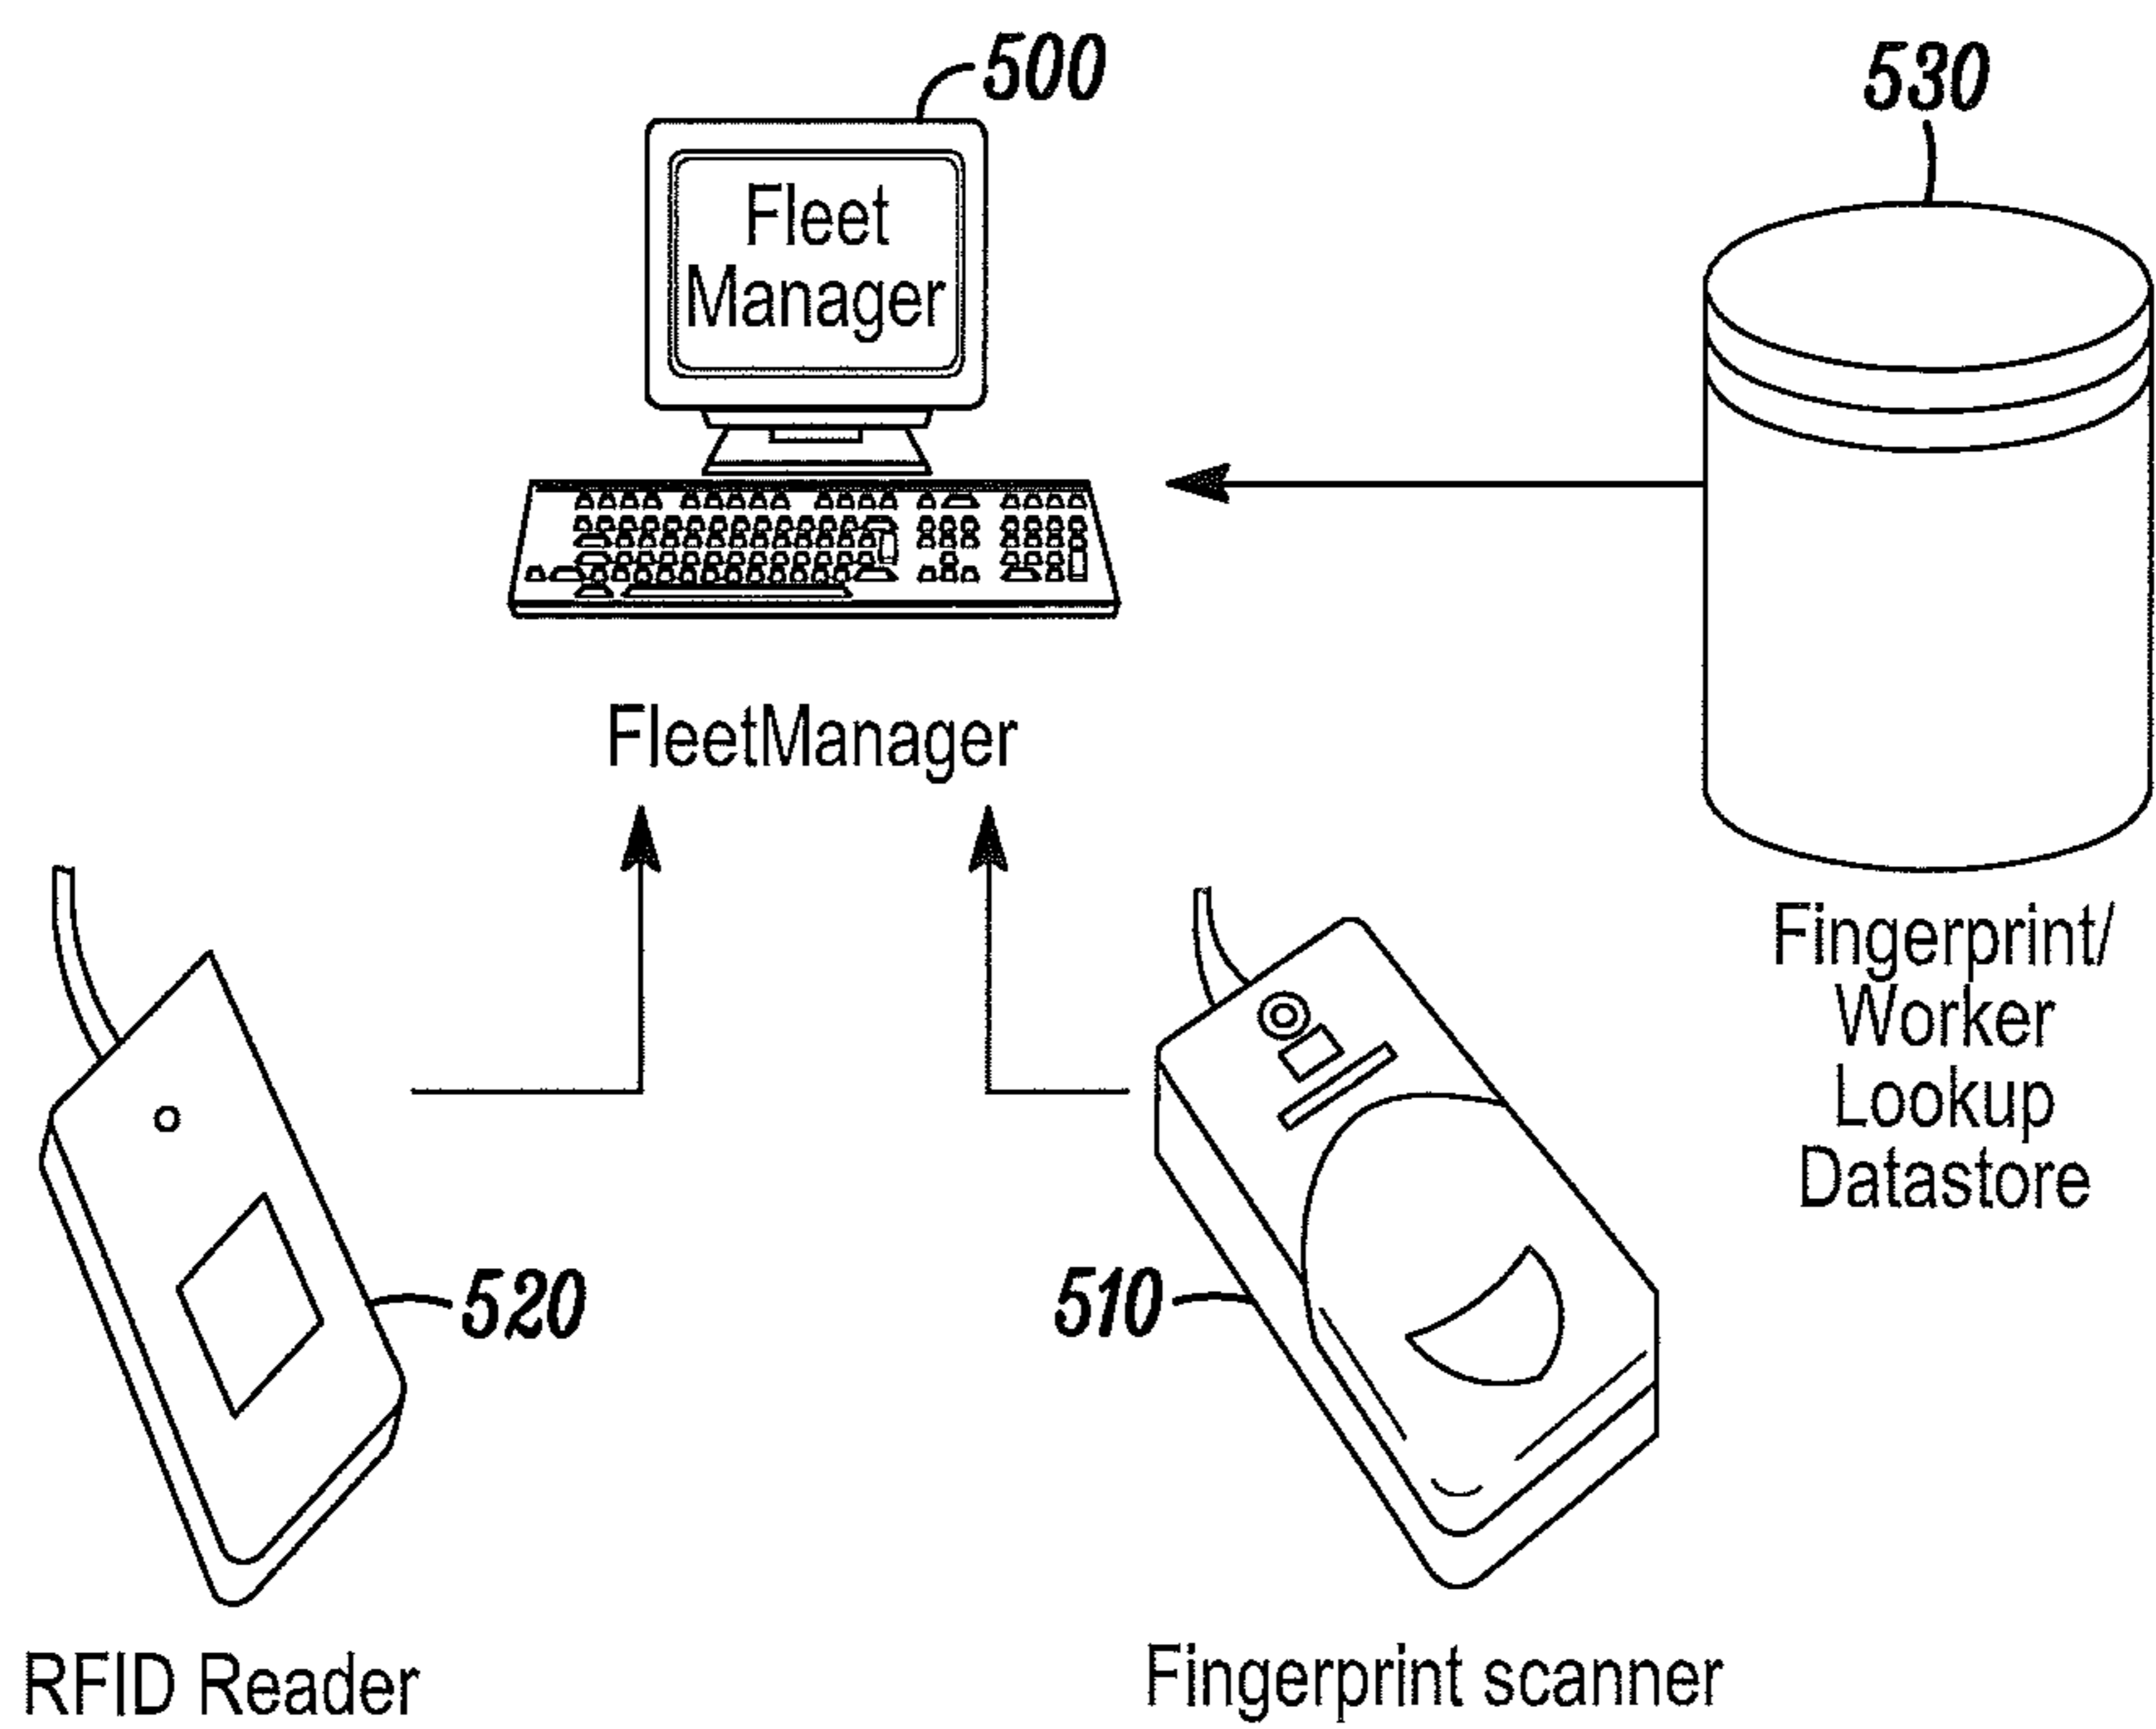 500
530
Fleet
Manager
FleetManager
Fingerprint/
Worker
Lookup
Datastore
520
510
RFID Reader
Fingerprint scanner